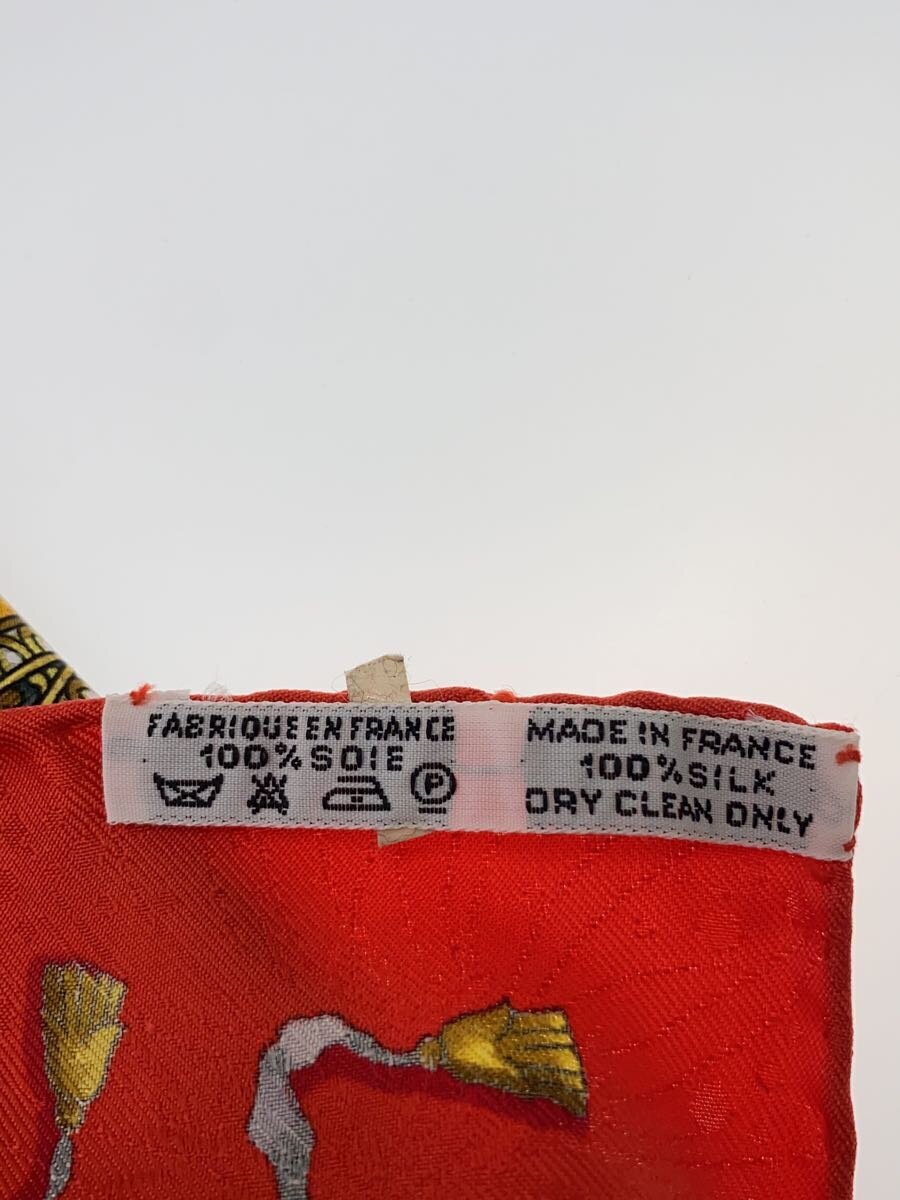 FABRIQUE EN FRANCE
100% SOIE
P
MADE IN FRANCE
100% SILK
DRY CLEAN ONLY